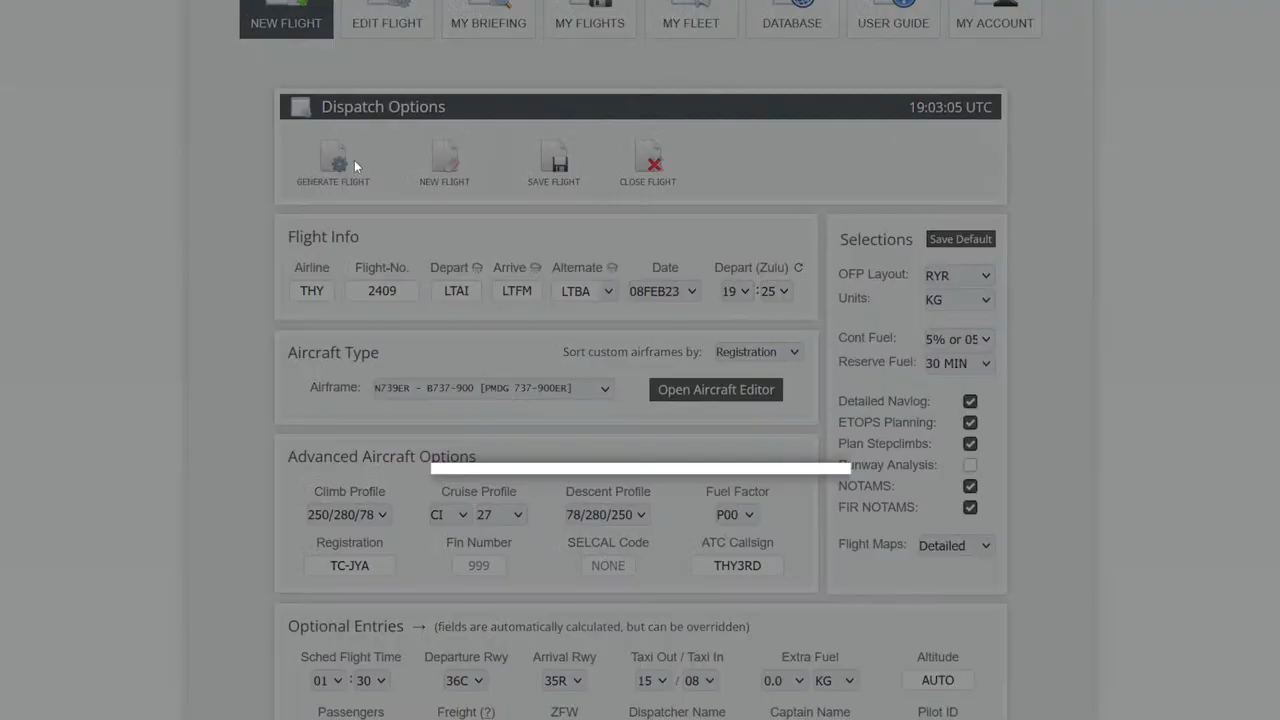 NEW FLIGHT EDIT FLIGHT MY BRIEFING MY FLIGHTS MY FLEET DATABASE USER GUIDE MY ACCOUNT
Dispatch Options 19:03:05 UTC
GENERATE FLIGHT NEW FLIGHT SAVE FLIGHT CLOSE FLIGHT
Flight Info
Airline Flight-No. Depart Arrive Alternate Date Depart (Zulu)
THY 2409 LTAI LTFM LTBA 08FEB23 19 : 25
Aircraft Type Sort custom airframes by: Registration
Airframe: N739ER - B737-900 [PMDG 737-900ER] Open Aircraft Editor
Advanced Aircraft Options
Climb Profile Cruise Profile Descent Profile Fuel Factor
250/280/78 CI 27 78/280/250 P00
Registration Fin Number SELCAL Code ATC Callsign
TC-JYA 999 NONE THY3RD
Selections Save Default
OFP Layout: RYR
Units: KG
Cont Fuel: 5% or 05
Reserve Fuel: 30 MIN
Detailed Navlog:
ETOPS Planning:
Plan Stepclimbs:
Runway Analysis:
NOTAMS:
FIR NOTAMS:
Flight Maps: Detailed
Optional Entries → (fields are automatically calculated, but can be overridden)
Sched Flight Time Departure Rwy Arrival Rwy Taxi Out / Taxi In Extra Fuel Altitude
01 : 30 36C 35R 15 / 08 0.0 KG AUTO
Passengers Freight (?) ZFW Dispatcher Name Captain Name Pilot ID